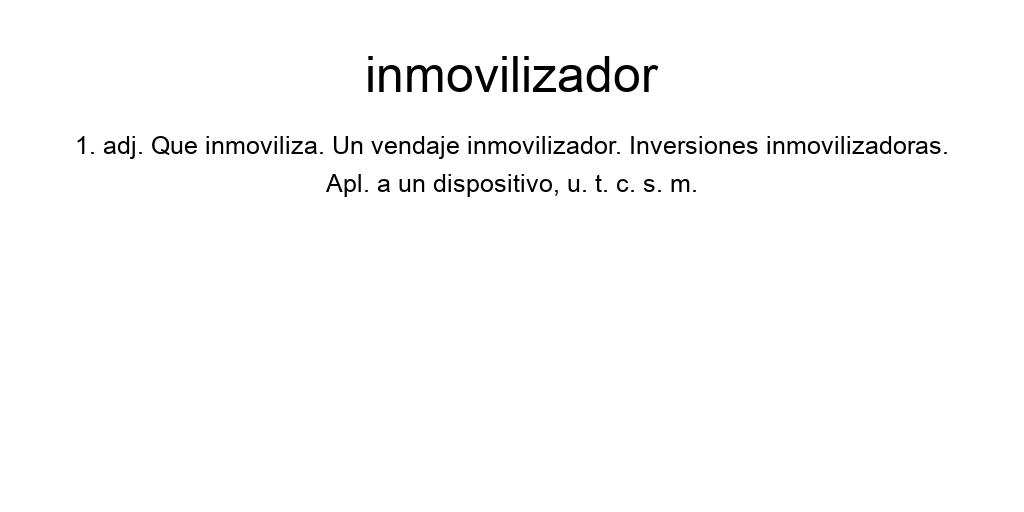 inmovilizador
1. adj. Que inmoviliza. Un vendaje inmovilizador. Inversiones inmovilizadoras.
Apl. a un dispositivo, u. t. c. s. m.